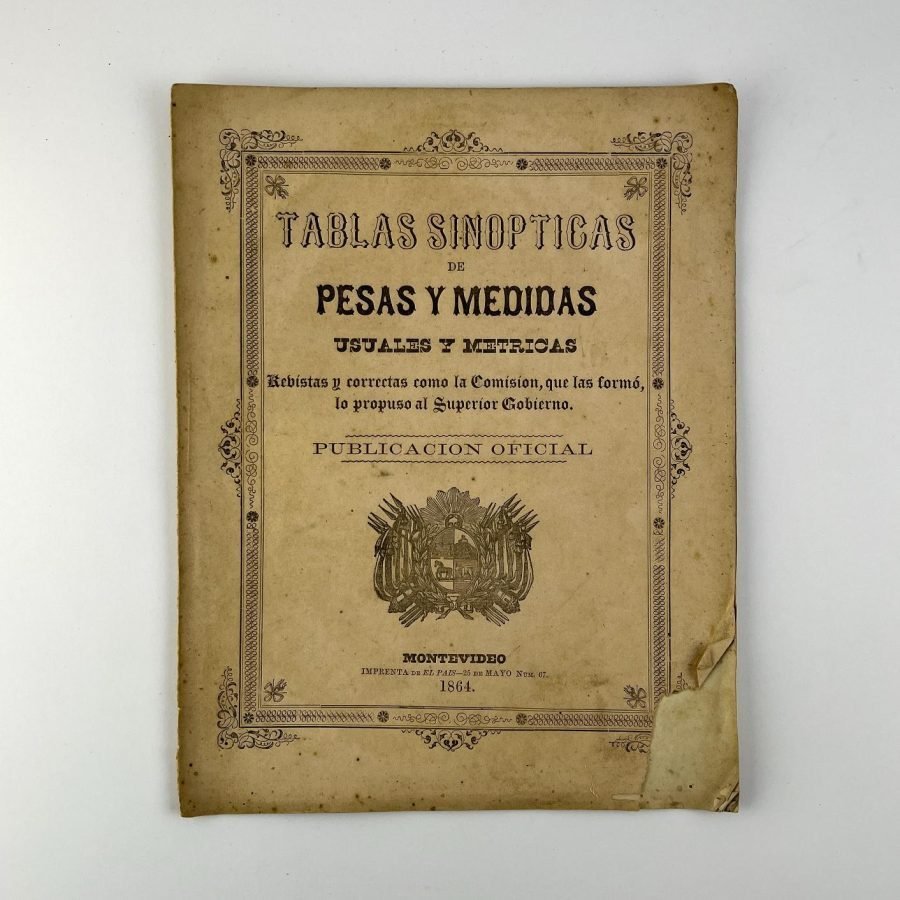 TABLAS SINOPTICAS
DE
PESAS Y MEDIDAS
USUALES Y METRICAS
Revistas y correctas como la Comision, que las formó,
lo propuso al Superior Gobierno.
PUBLICACION OFICIAL
MONTEVIDEO
IMPRENTA DE EL PAIS—25 DE MAYO NUM. 67.
1864.